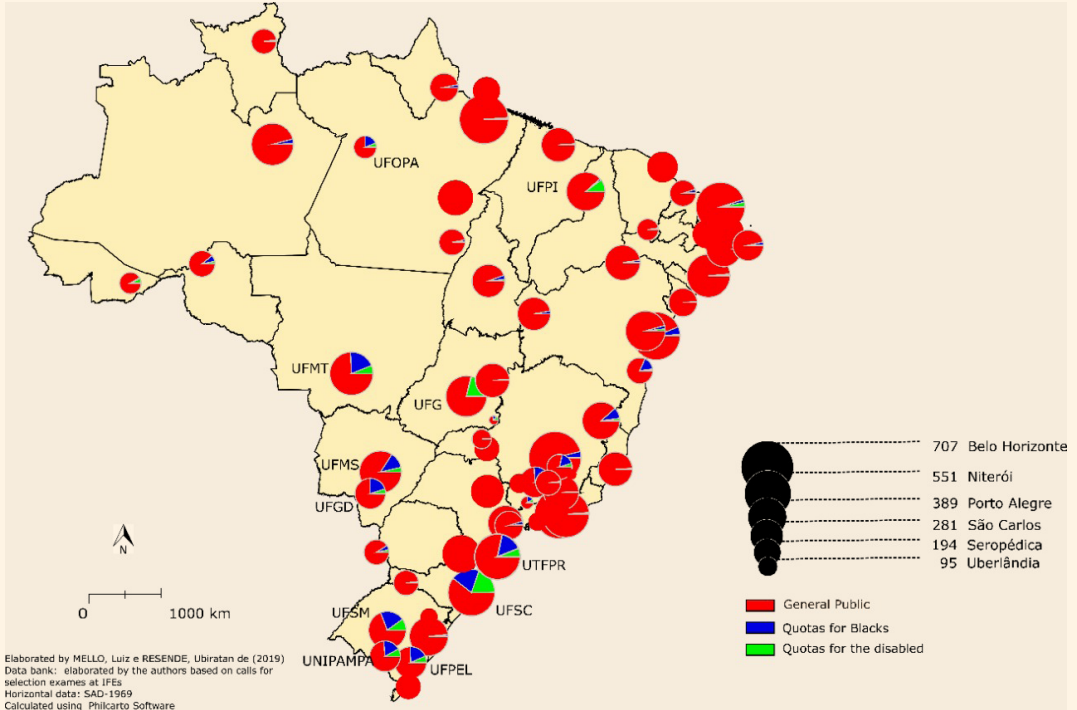 UFOPA
UFPI
UFMT
UFG
UFMS
UFGD
UTFPR
UFSC
UFSM
UNIPAMPA
UFPEL
N
0 1000 km
707 Belo Horizonte
551 Niterói
389 Porto Alegre
281 São Carlos
194 Seropédica
95 Uberlândia
General Public
Quotas for Blacks
Quotas for the disabled
Elaborated by MELLO, Luiz e RESENDE, Ubiratan de (2019)
Data bank: elaborated by the authors based on calls for
selection exames at IFEs
Horizontal data: SAD-1969
Calculated using Philcarto Software